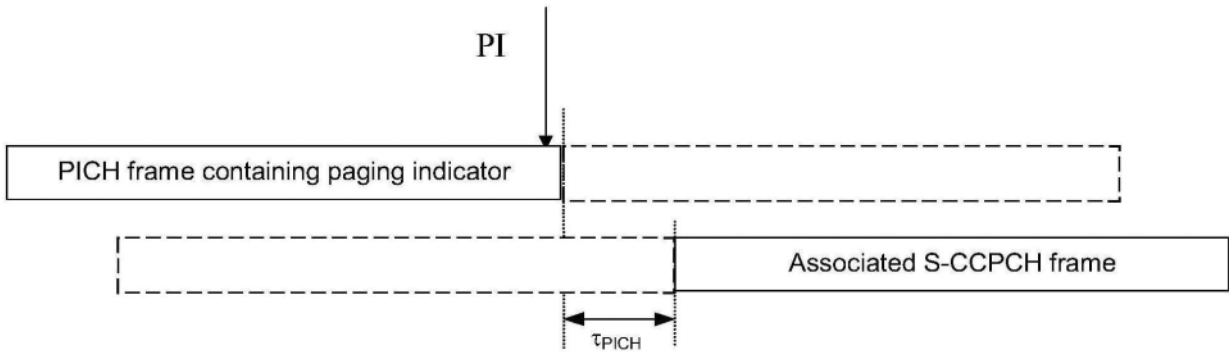 PI
PICH frame containing paging indicator
Associated S-CCPCH frame
τPICH